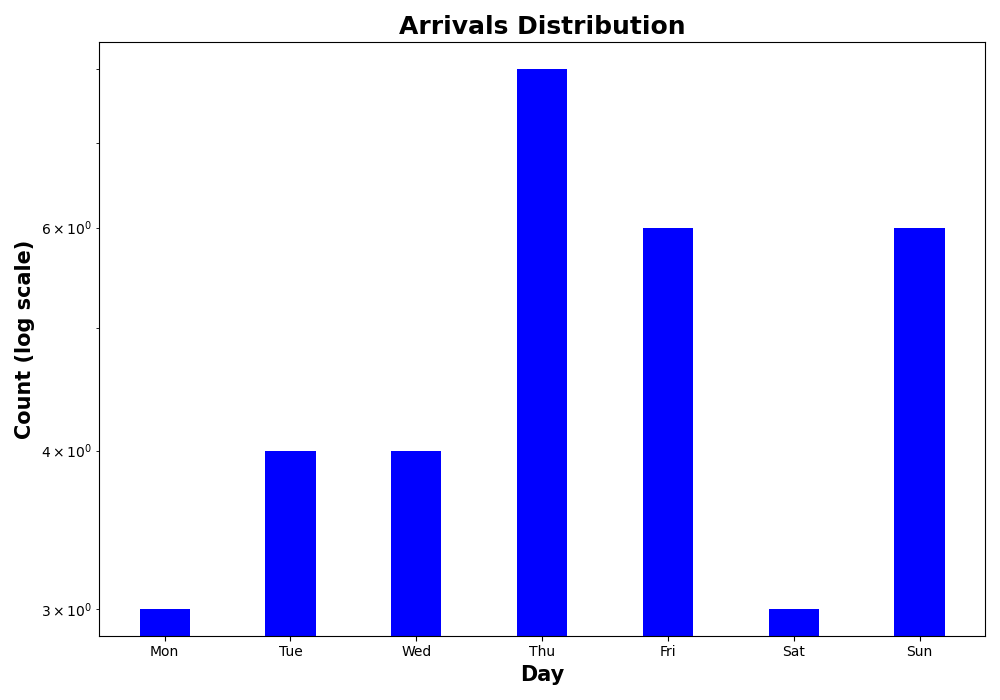 Arrivals Distribution
Count (log scale)
6 × 10⁰
4 × 10⁰
3 × 10⁰
Mon Tue Wed Thu Fri Sat Sun
Day